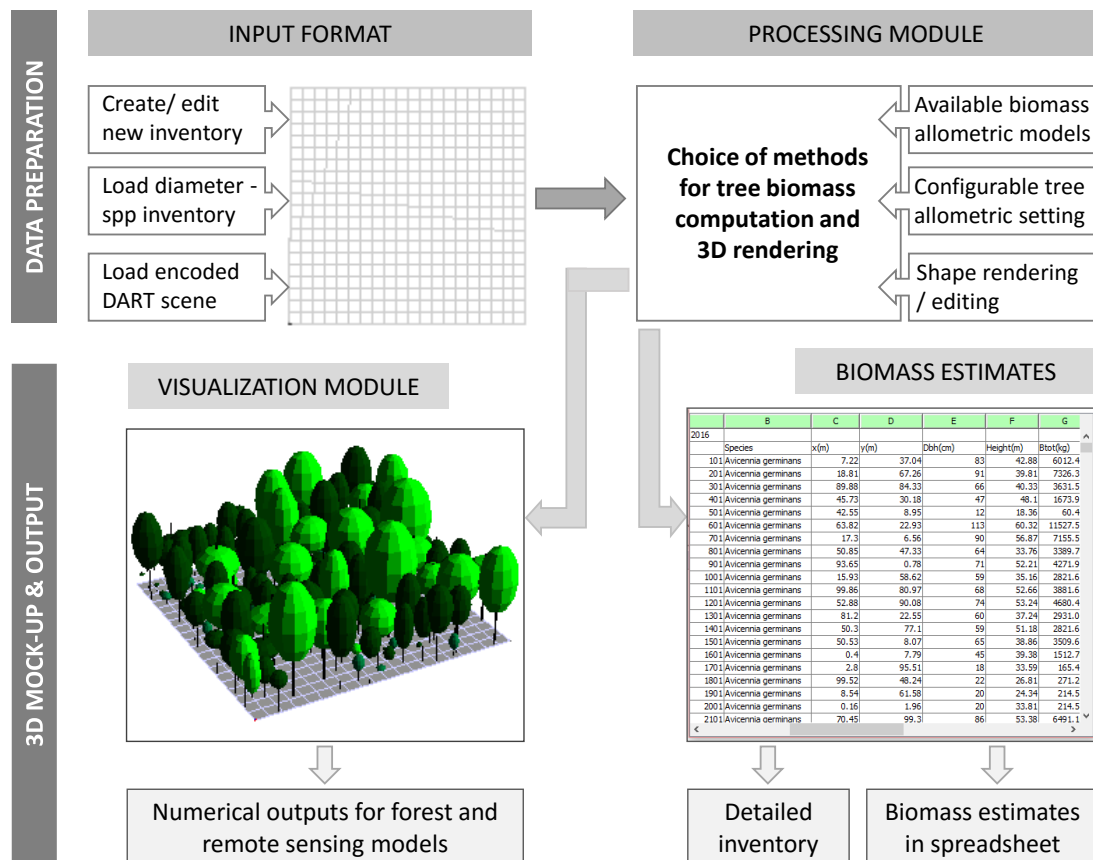 DATA PREPARATION
INPUT FORMAT
Create/ edit
new inventory
Load diameter -
spp inventory
Load encoded
DART scene
PROCESSING MODULE
Choice of methods
for tree biomass
computation and
3D rendering
Available biomass
allometric models
Configurable tree
allometric setting
Shape rendering
/ editing
3D MOCK-UP & OUTPUT
VISUALIZATION MODULE
Numerical outputs for forest and
remote sensing models
BIOMASS ESTIMATES
B C D E F G
2016
Species x(m) y(m) Dbh(cm) Height(m) Btot(kg)
101 Avicennia germinans 7.22 37.04 83 42.88 6012.4
201 Avicennia germinans 18.81 67.26 91 39.81 7326.3
301 Avicennia germinans 89.88 84.33 66 40.33 3631.5
401 Avicennia germinans 45.73 30.18 47 48.1 1673.9
501 Avicennia germinans 42.55 8.95 12 18.36 60.4
601 Avicennia germinans 63.82 22.93 113 60.32 11527.5
701 Avicennia germinans 17.3 6.56 90 56.87 7155.5
801 Avicennia germinans 50.85 47.33 64 33.76 3389.7
901 Avicennia germinans 93.65 0.78 71 52.21 4271.9
1001 Avicennia germinans 15.93 58.62 59 35.16 2821.6
1101 Avicennia germinans 99.86 80.97 68 52.66 3881.6
1201 Avicennia germinans 52.88 90.08 74 53.24 4680.4
1301 Avicennia germinans 81.2 22.55 60 37.24 2931.0
1401 Avicennia germinans 50.3 77.1 59 51.18 2821.6
1501 Avicennia germinans 50.53 8.07 65 38.86 3509.6
1601 Avicennia germinans 0.4 7.79 45 39.38 1512.7
1701 Avicennia germinans 2.8 95.51 18 33.59 165.4
1801 Avicennia germinans 99.52 48.24 22 26.81 271.2
1901 Avicennia germinans 8.54 61.58 20 24.34 214.5
2001 Avicennia germinans 0.16 1.96 20 33.81 214.5
2101 Avicennia germinans 70.45 99.3 86 53.38 6491.1
Detailed
inventory
Biomass estimates
in spreadsheet